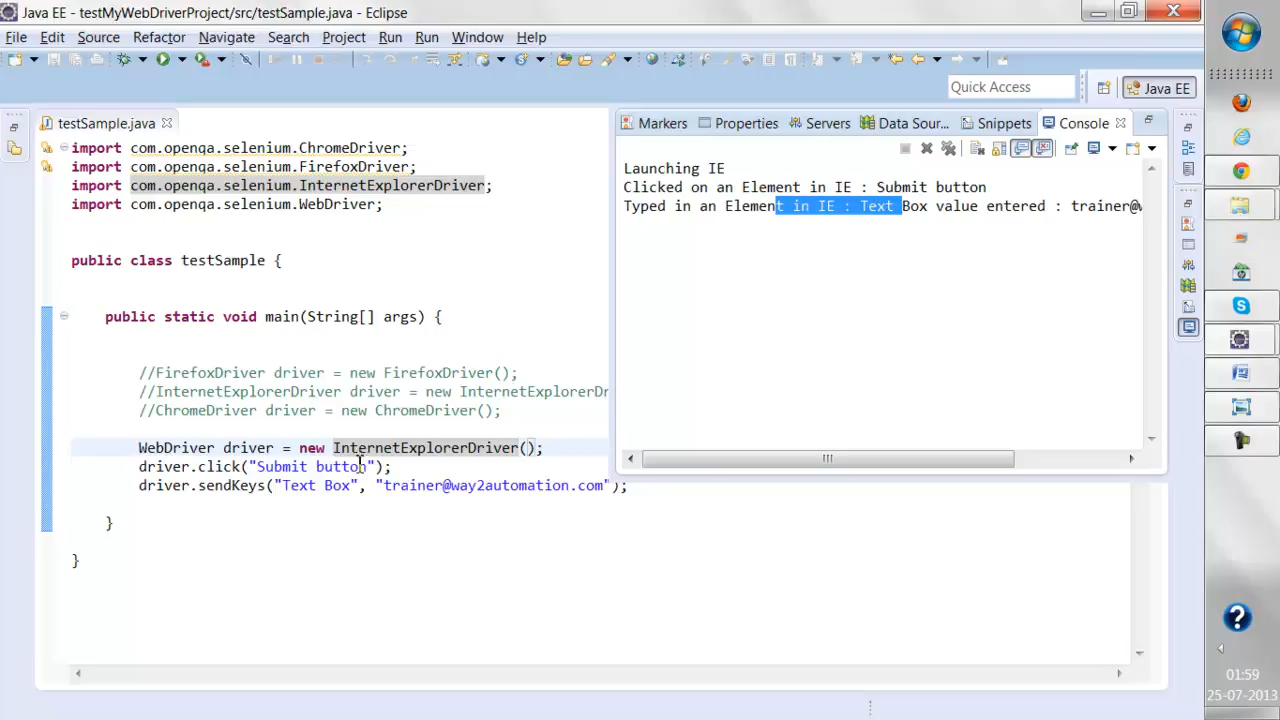 Java EE - testMyWebDriverProject/src/testSample.java - Eclipse
File Edit Source Refactor Navigate Search Project Run Run Window Help
Quick Access
Java EE
testSample.java
Markers Properties Servers Data Sour... Snippets Console
import com.openqa.selenium.ChromeDriver;
import com.openqa.selenium.FirefoxDriver;
import com.openqa.selenium.InternetExplorerDriver;
import com.openqa.selenium.WebDriver;
public class testSample {
public static void main(String[] args) {
//FirefoxDriver driver = new FirefoxDriver();
//InternetExplorerDriver driver = new InternetExplorerDr
//ChromeDriver driver = new ChromeDriver();
WebDriver driver = new InternetExplorerDriver();
driver.click("Submit button");
driver.sendKeys("Text Box", "trainer@way2automation.com");
}
}
Launching IE
Clicked on an Element in IE : Submit button
Typed in an Element in IE : Text Box value entered : trainer@w
01:59
25-07-2013